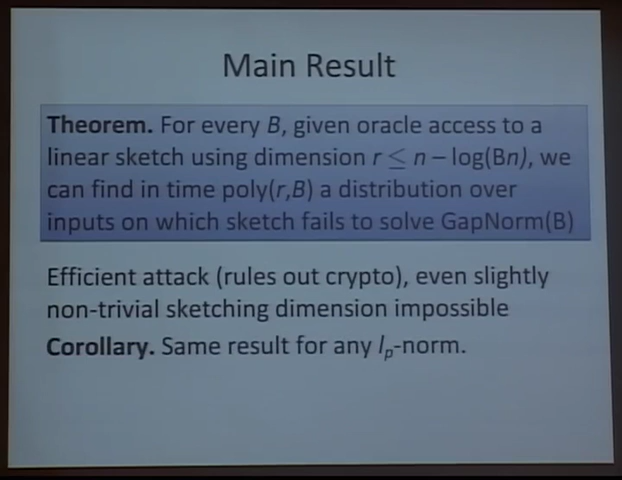 Main Result
Theorem. For every B, given oracle access to a
linear sketch using dimension r ≤ n – log(Bn), we
can find in time poly(r,B) a distribution over
inputs on which sketch fails to solve GapNorm(B)
Efficient attack (rules out crypto), even slightly
non-trivial sketching dimension impossible
Corollary. Same result for any lp-norm.